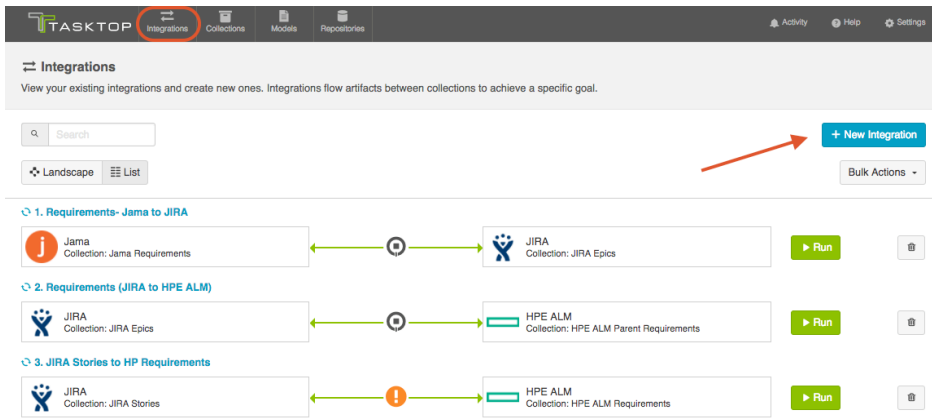 TASKTOP
Integrations
Collections
Models
Repositories
Activity
Help
Settings
Integrations
View your existing integrations and create new ones. Integrations flow artifacts between collections to achieve a specific goal.
Search
+ New Integration
Landscape
List
Bulk Actions
1. Requirements- Jama to JIRA
j
Jama
Collection: Jama Requirements
JIRA
Collection: JIRA Epics
Run
2. Requirements (JIRA to HPE ALM)
JIRA
Collection: JIRA Epics
HPE ALM
Collection: HPE ALM Parent Requirements
Run
3. JIRA Stories to HP Requirements
JIRA
Collection: JIRA Stories
!
HPE ALM
Collection: HPE ALM Requirements
Run